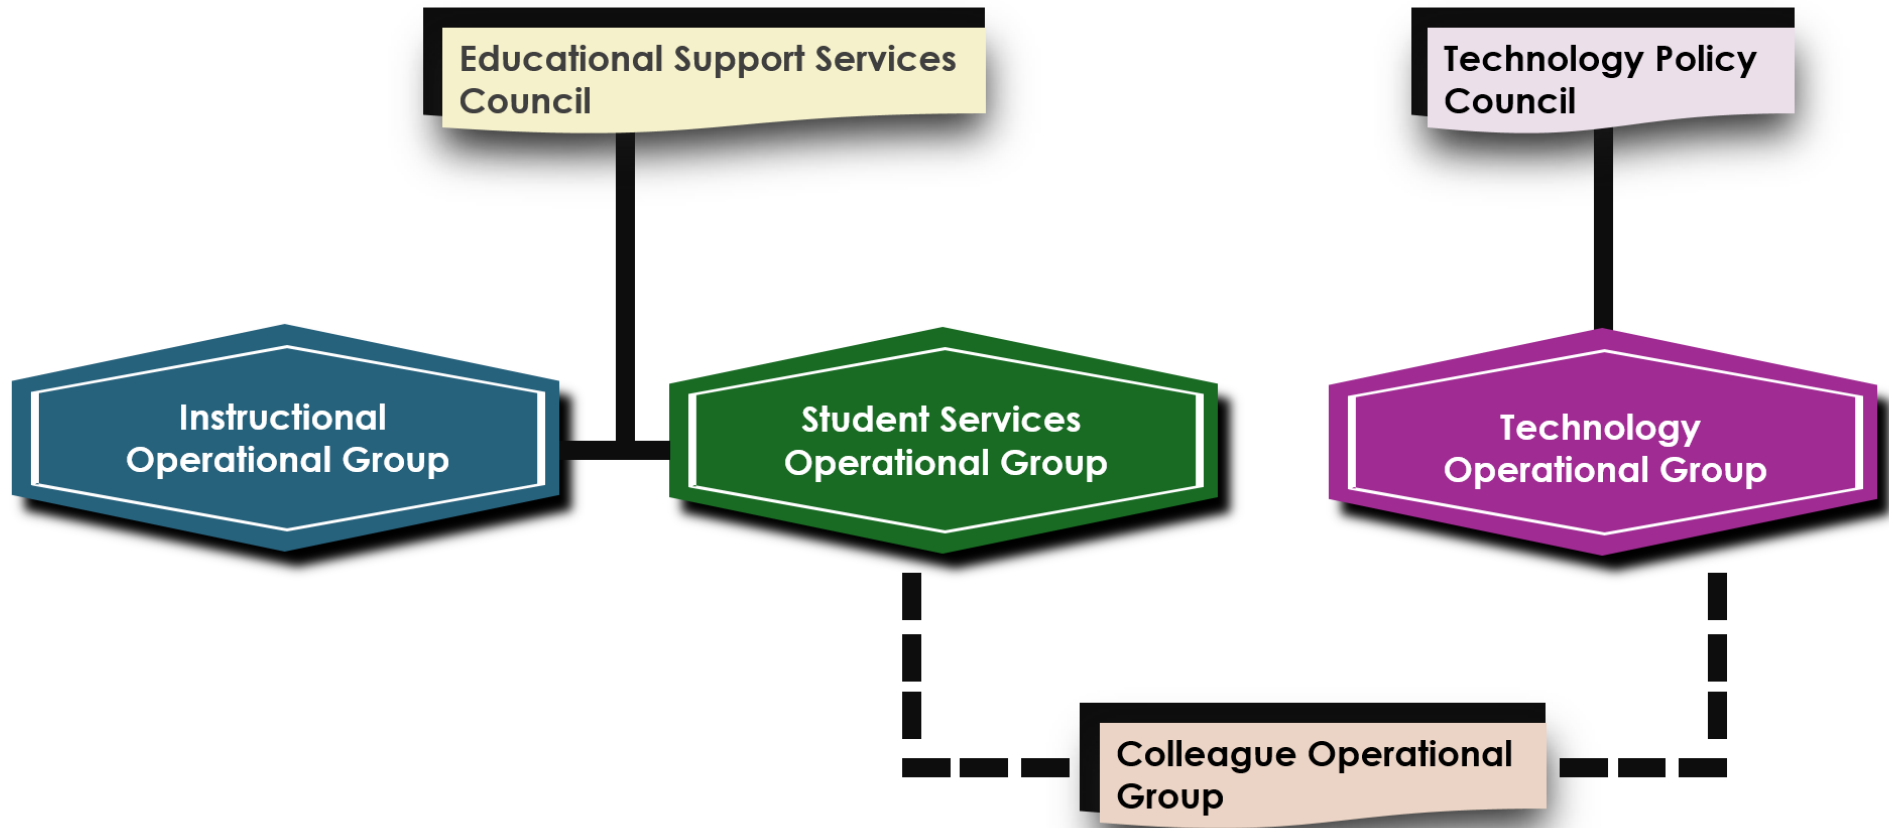 Educational Support Services
Council
Technology Policy
Council
Instructional
Operational Group
Student Services
Operational Group
Technology
Operational Group
Colleague Operational
Group